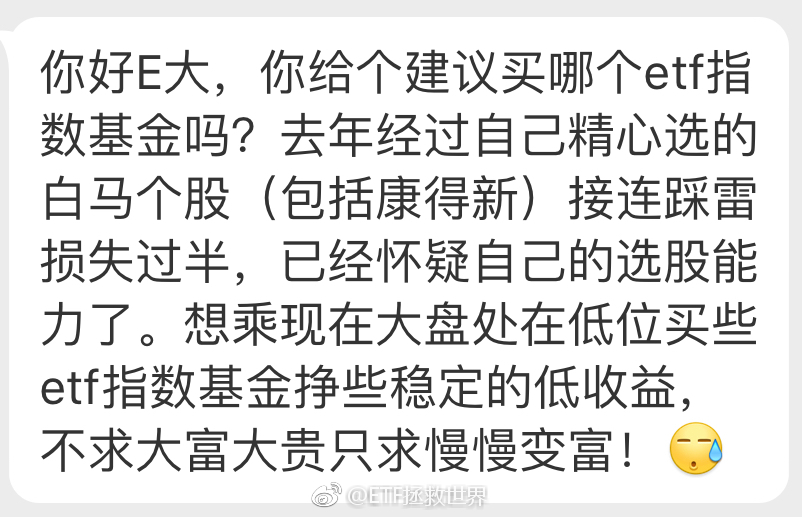 你好E大，你给个建议买哪个etf指
数基金吗？去年经过自己精心选的
白马个股（包括康得新）接连踩雷
损失过半，已经怀疑自己的选股能
力了。想乘现在大盘处在低位买些
etf指数基金挣些稳定的低收益，
不求大富大贵只求慢慢变富！
@ETF拯救世界